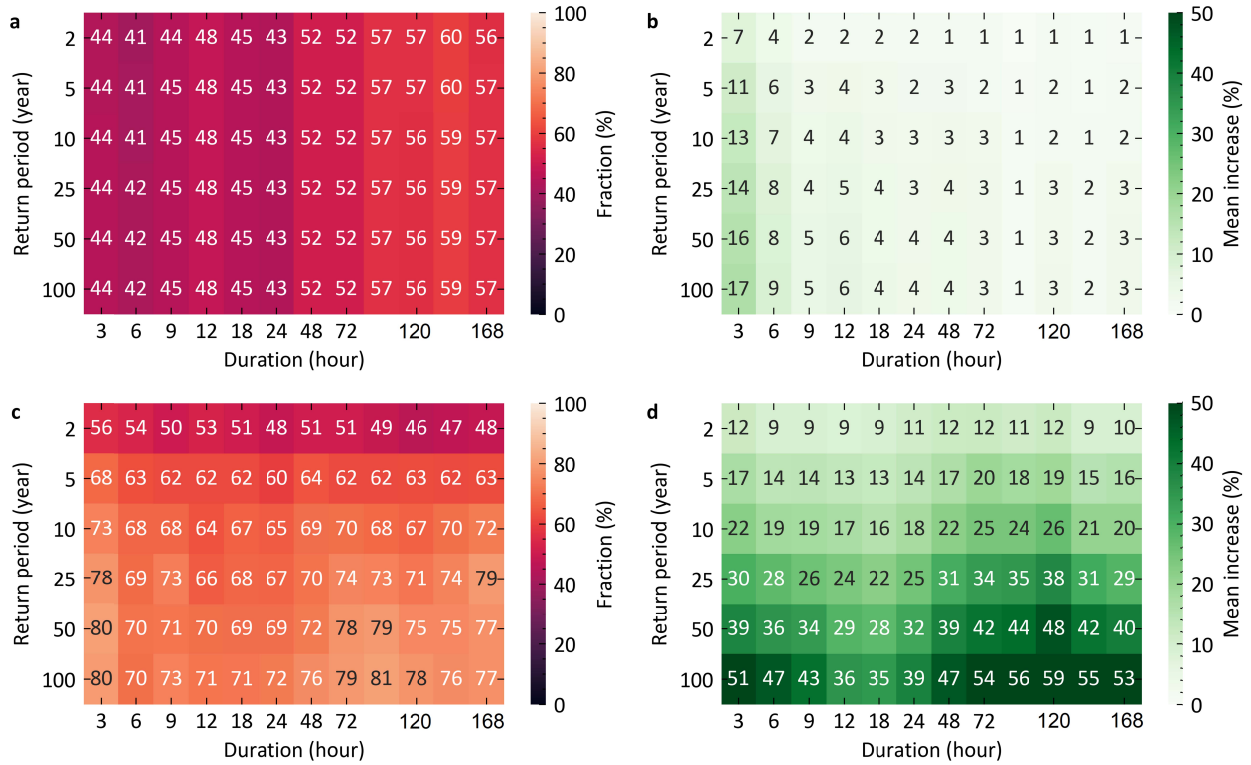 a
Return period (year)
2 44 41 44 48 45 43 52 52 57 57 60 56
5 44 41 45 48 45 43 52 52 57 57 60 57
10 44 41 45 48 45 43 52 52 57 56 59 57
25 44 42 45 48 45 43 52 52 57 56 59 57
50 44 42 45 48 45 43 52 52 57 56 59 57
100 44 42 45 48 45 43 52 52 57 56 59 57
3 6 9 12 18 24 48 72 120 168
Duration (hour)
100
80
60
40
20
0
Fraction (%)
b
Return period (year)
2 7 4 2 2 2 2 1 1 1 1 1 1
5 11 6 3 4 3 2 3 2 1 2 1 2
10 13 7 4 4 3 3 3 3 1 2 1 2
25 14 8 4 5 4 3 4 3 1 3 2 3
50 16 8 5 6 4 4 4 3 1 3 2 3
100 17 9 5 6 4 4 4 3 1 3 2 3
3 6 9 12 18 24 48 72 120 168
Duration (hour)
50
40
30
20
10
0
Mean increase (%)
c
Return period (year)
2 56 54 50 53 51 48 51 51 49 46 47 48
5 68 63 62 62 62 60 64 62 62 63 62 63
10 73 68 68 64 67 65 69 70 68 67 70 72
25 78 69 73 66 68 67 70 74 73 71 74 79
50 80 70 71 70 69 69 72 78 79 75 75 77
100 80 70 73 71 71 72 76 79 81 78 76 77
3 6 9 12 18 24 48 72 120 168
Duration (hour)
100
80
60
40
20
0
Fraction (%)
d
Return period (year)
2 12 9 9 9 9 11 12 12 11 12 9 10
5 17 14 14 13 13 14 17 20 18 19 15 16
10 22 19 19 17 16 18 22 25 24 26 21 20
25 30 28 26 24 22 25 31 34 35 38 31 29
50 39 36 34 29 28 32 39 42 44 48 42 40
100 51 47 43 36 35 39 47 54 56 59 55 53
3 6 9 12 18 24 48 72 120 168
Duration (hour)
50
40
30
20
10
0
Mean increase (%)